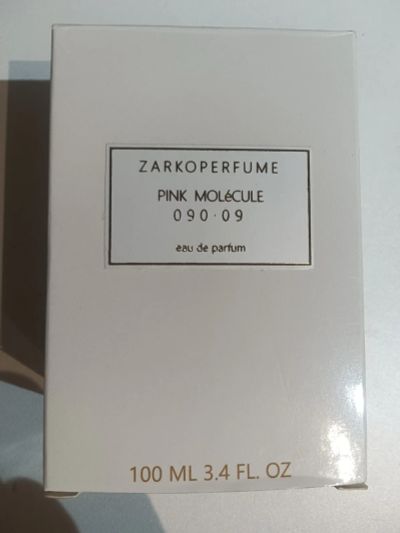 ZARKOPERFUME
PINK MOLéCULE
090·09
eau de parfum
100 ML 3.4 FL. OZ